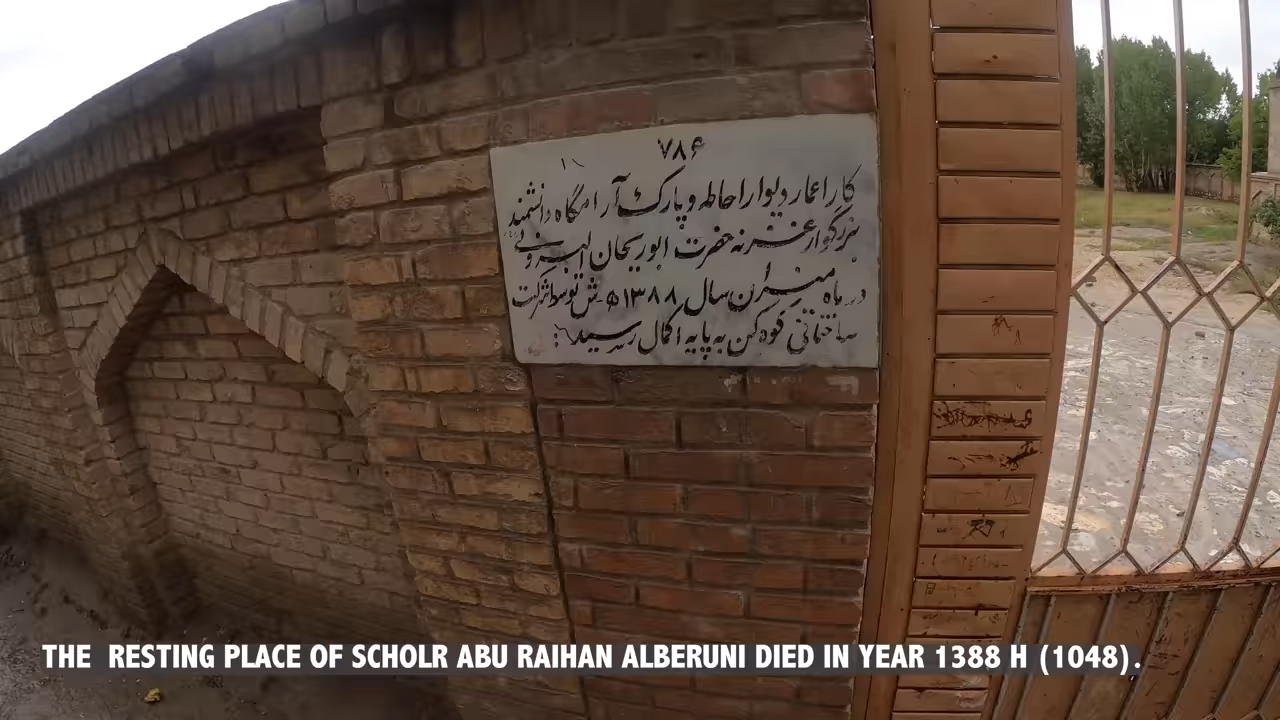 ۷۸۶
کار اعمار دیوار احاطه و پارک آرامگاه دانشمند
بزرگوار غزنه حضرت ابوریحان البیرونی
در ماه میزان سال ۱۳۸۸ ه ش توسط شرکت
ساختمانی قوه کن به پایه اکمال رسید
THE RESTING PLACE OF SCHOLR ABU RAIHAN ALBERUNI DIED IN YEAR 1388 H (1048).